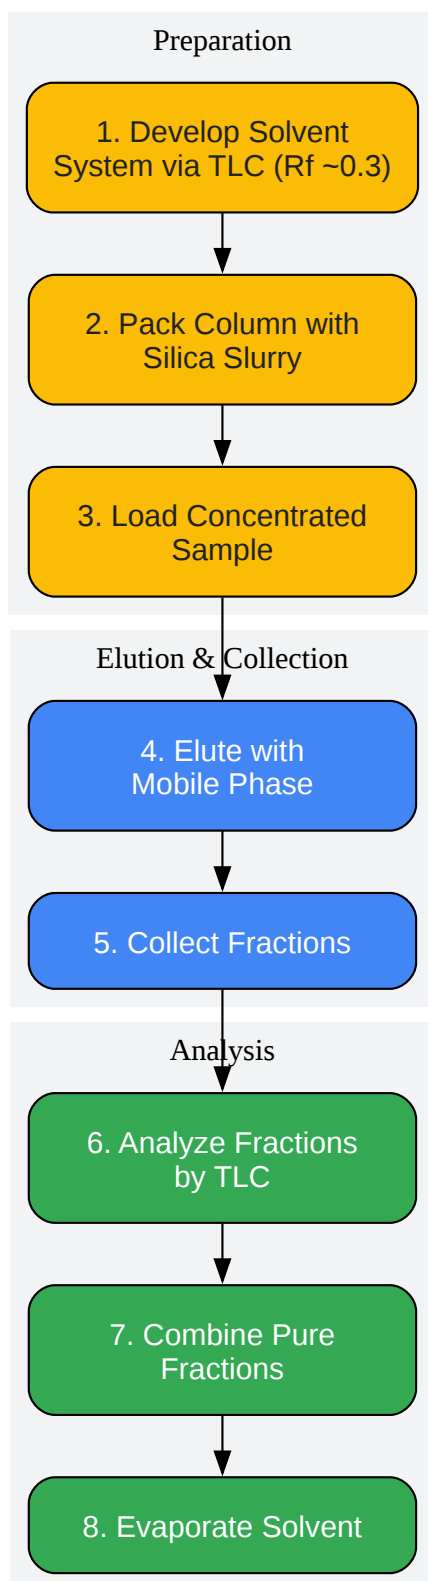 Preparation
1. Develop Solvent
System via TLC (Rf ~0.3)
2. Pack Column with
Silica Slurry
3. Load Concentrated
Sample
Elution & Collection
4. Elute with
Mobile Phase
5. Collect Fractions
Analysis
6. Analyze Fractions
by TLC
7. Combine Pure
Fractions
8. Evaporate Solvent